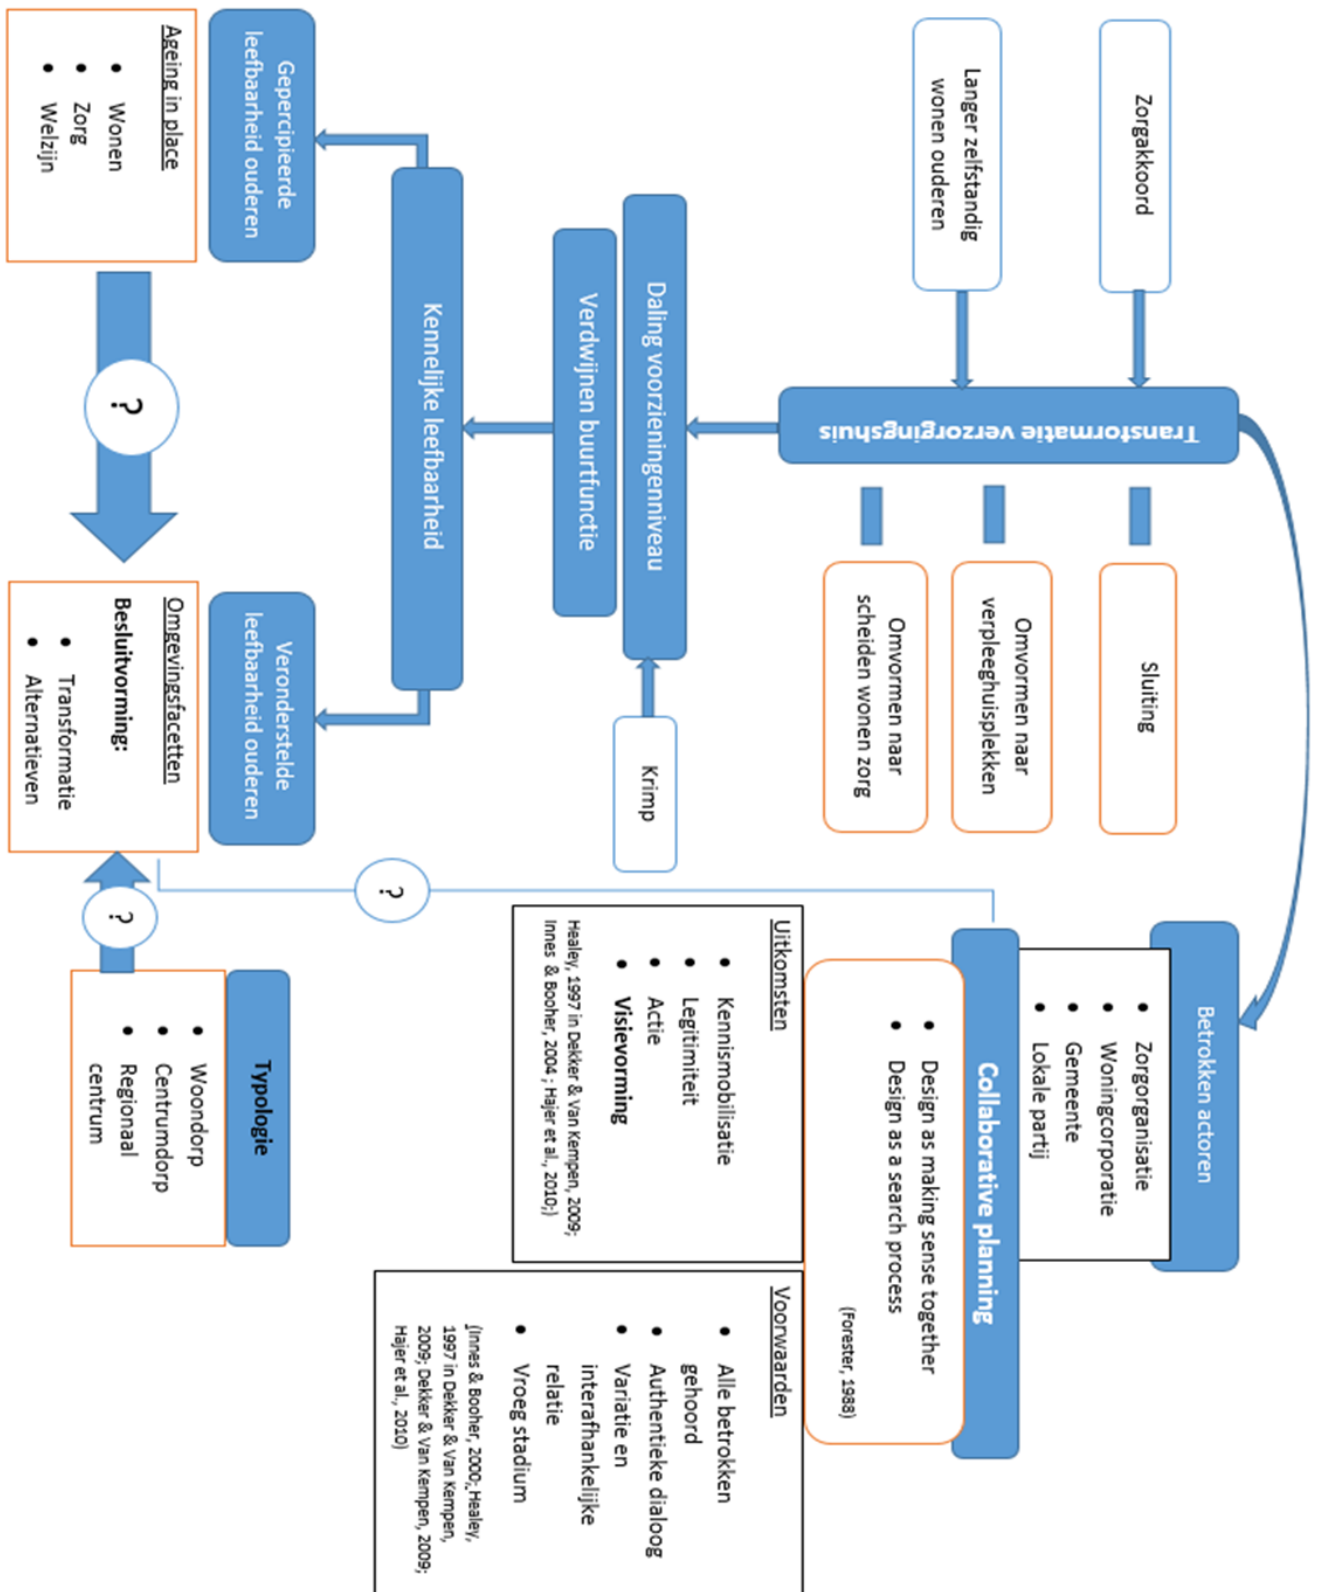 Zorgakkoord
Langer zelfstandig
wonen ouderen
Transformatie verzorgingshuis
Sluiting
Omvormen naar
verpleeghuisplekken
Omvormen naar
scheiden wonen zorg
Betrokken actoren
• Zorgorganisatie
• Woningcorporatie
• Gemeente
• Lokale partij
Collaborative planning
• Design as making sense together
• Design as a search process
(Forester, 1988)
Uitkomsten
• Kennismobilisatie
• Legitimiteit
• Actie
• Visievorming
Healey, 1997 in Dekker & Van Kempen, 2009;
Innes & Booher, 2004 ; Hajer et al., 2010;)
Voorwaarden
• Alle betrokken
gehoord
• Authentieke dialoog
• Variatie en
interafhankelijke
relatie
• Vroeg stadium
(Innes & Booher, 2000; Healey,
1997 in Dekker & Van Kempen,
2009; Dekker & Van Kempen, 2009;
Hajer et al., 2010)
Daling voorzieningenniveau
Verdwijnen buurtfunctie
Krimp
Kennelijke leefbaarheid
?
Gepercipieerde
leefbaarheid ouderen
Veronderstelde
leefbaarheid ouderen
Ageing in place
• Wonen
• Zorg
• Welzijn
?
Omgevingsfacetten
Besluitvorming:
• Transformatie
• Alternatieven
?
Typologie
• Woondorp
• Centrumdorp
• Regionaal
centrum